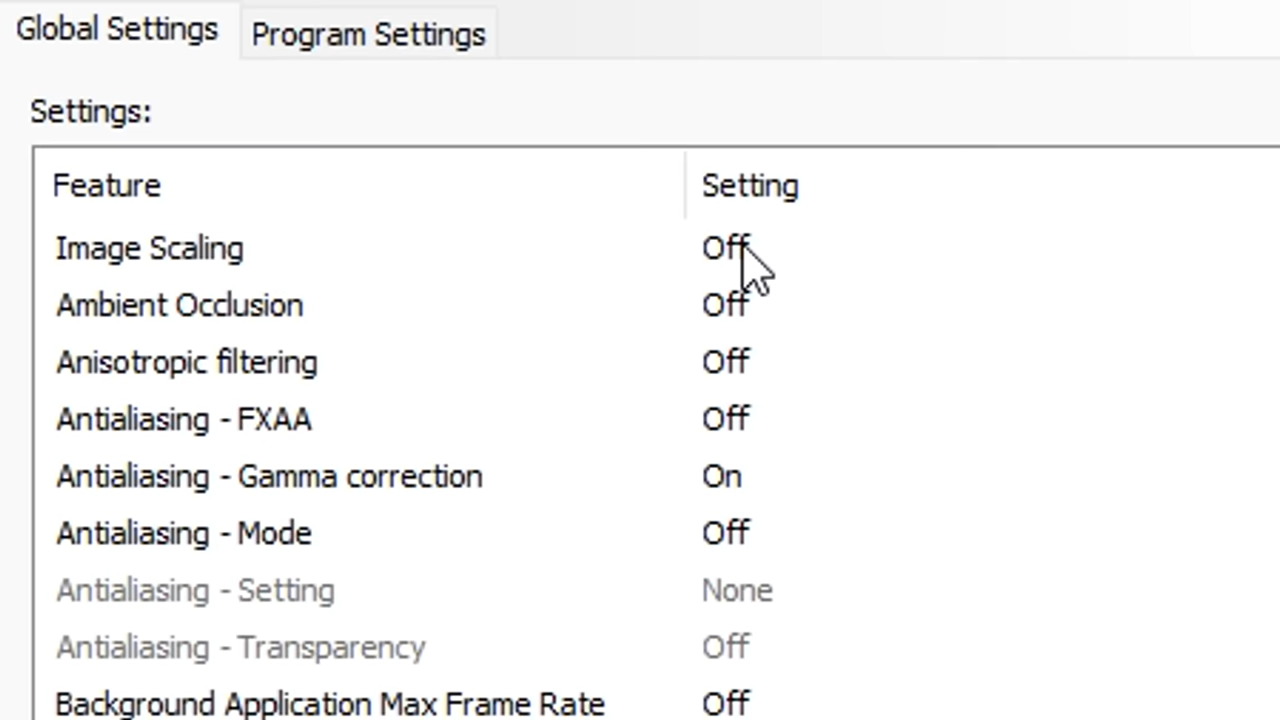 Global Settings Program Settings
Settings:
Feature Setting
Image Scaling Off
Ambient Occlusion Off
Anisotropic filtering Off
Antialiasing - FXAA Off
Antialiasing - Gamma correction On
Antialiasing - Mode Off
Antialiasing - Setting None
Antialiasing - Transparency Off
Background Application Max Frame Rate Off